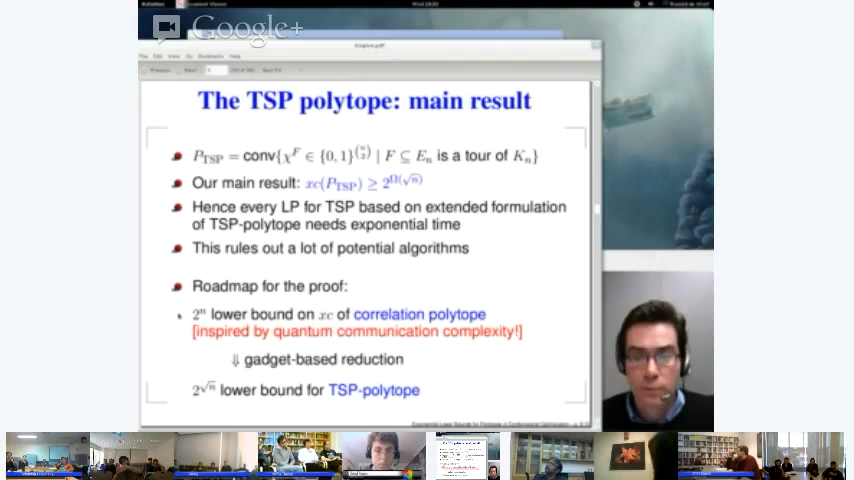 Google+
The TSP polytope: main result
P_TSP = conv{χ^F ∈ {0, 1}^(n 2) | F ⊆ E_n is a tour of K_n}
Our main result: xc(P_TSP) ≥ 2^Ω(√n)
Hence every LP for TSP based on extended formulation
of TSP-polytope needs exponential time
This rules out a lot of potential algorithms
Roadmap for the proof:
2^n lower bound on xc of correlation polytope
[inspired by quantum communication complexity!]
⇓ gadget-based reduction
2^√n lower bound for TSP-polytope